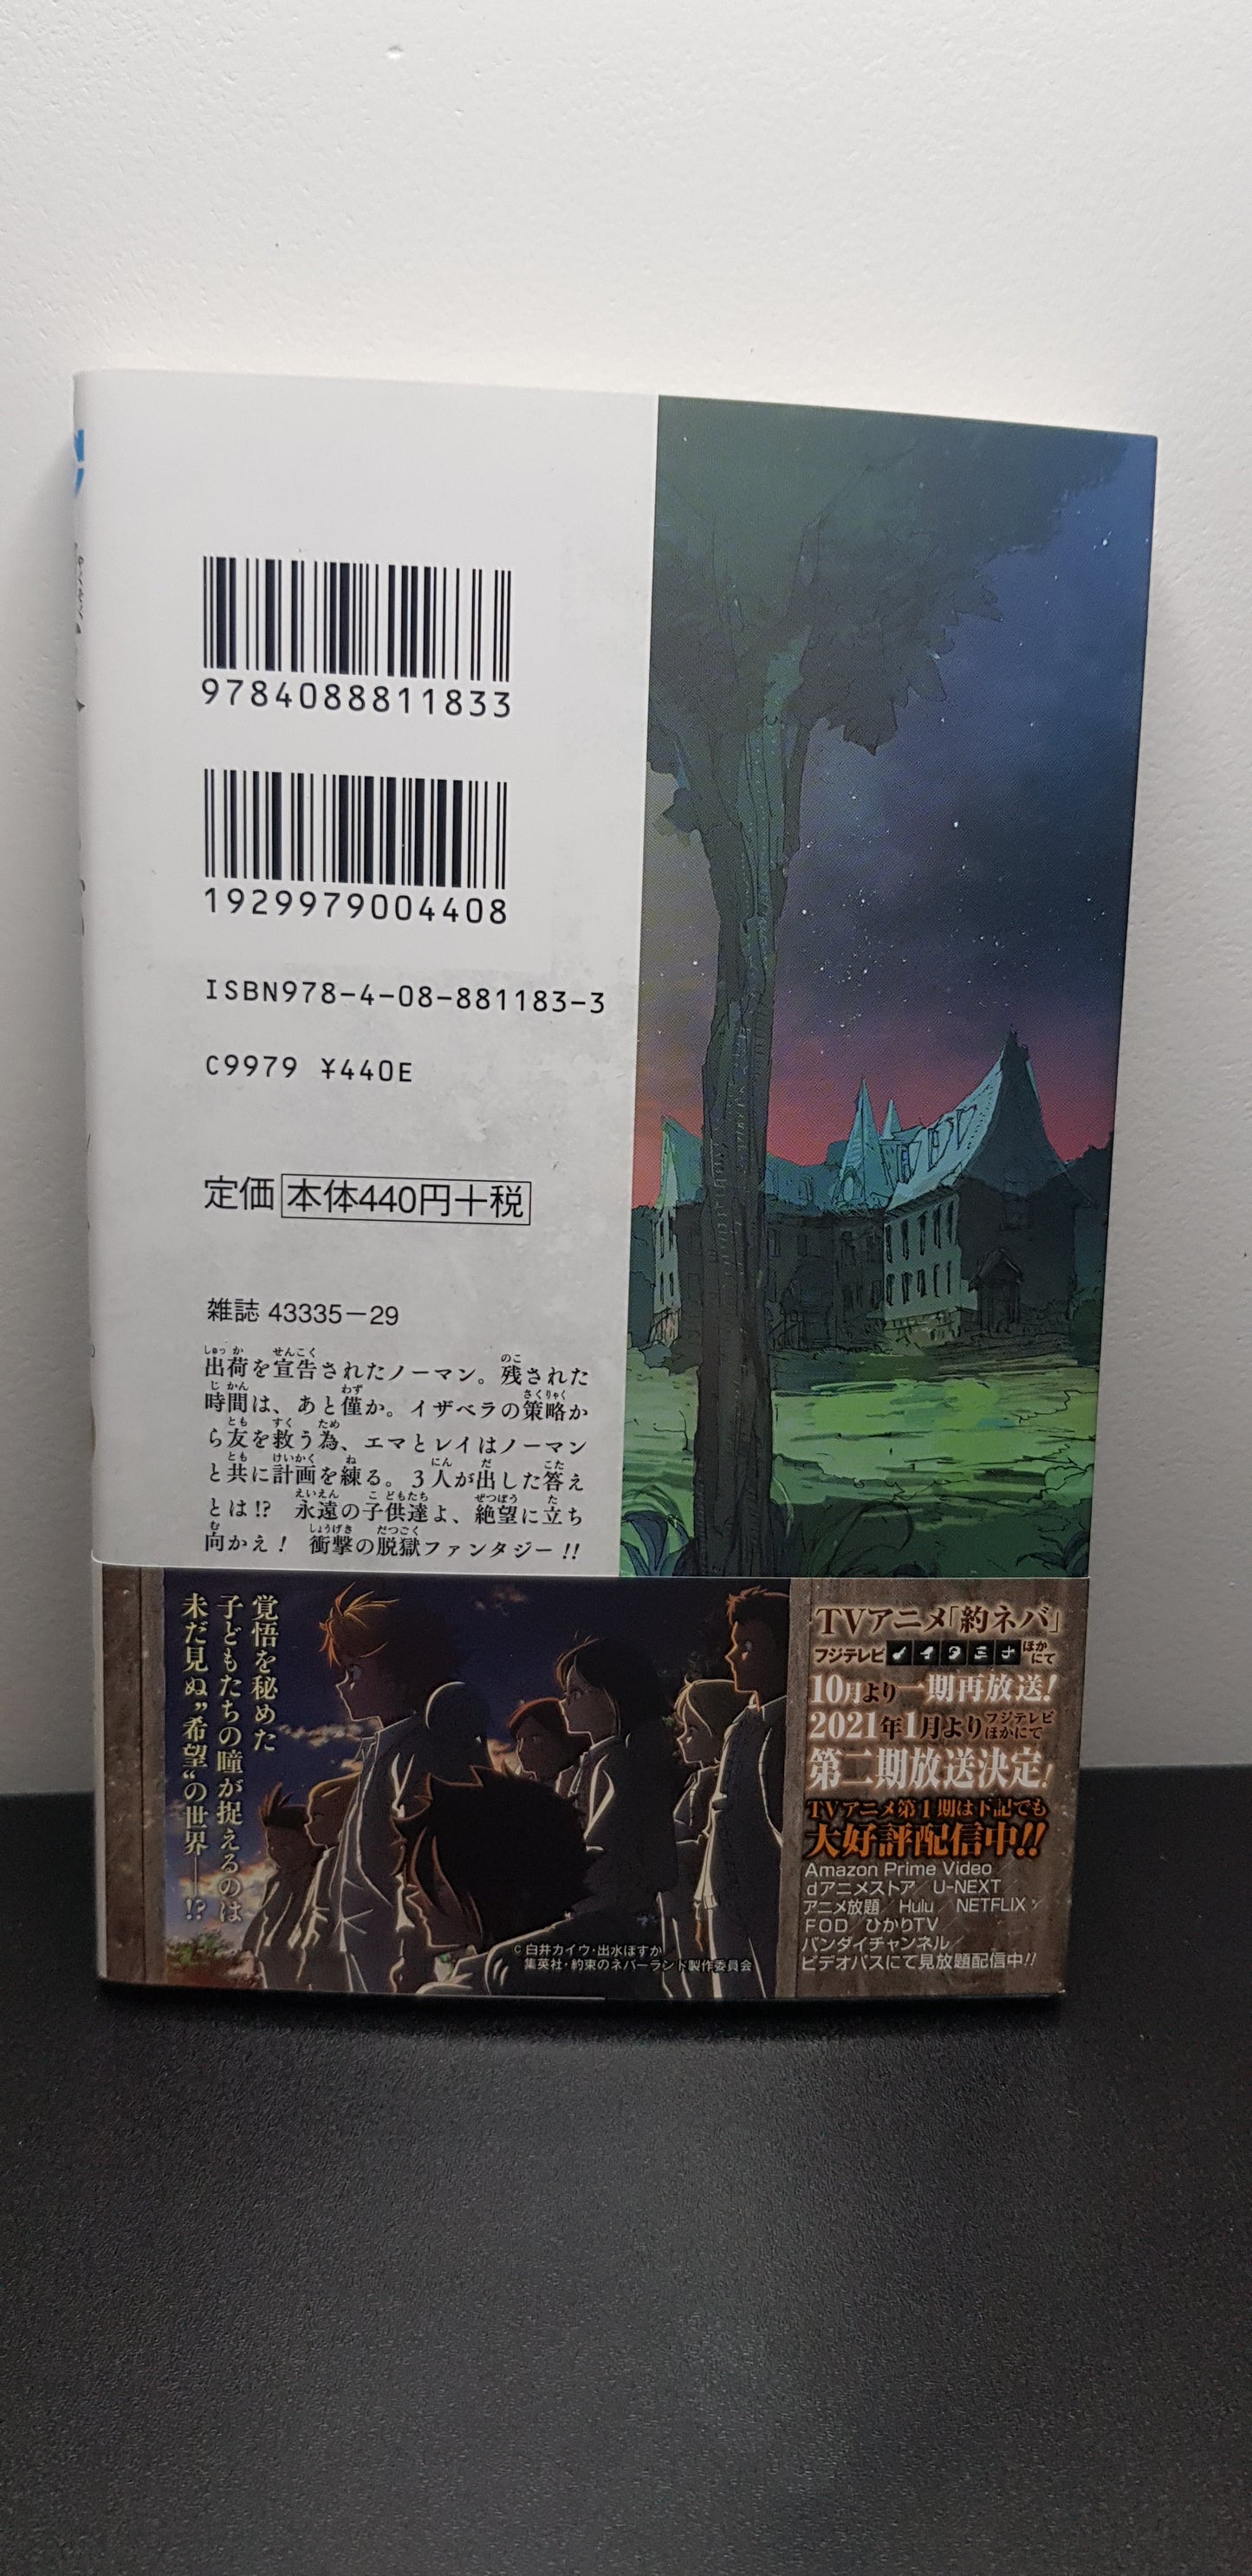 9784088811833
1929979004408
ISBN978-4-08-881183-3
C9979 ¥440E
定価 本体440円+税
雑誌 43335-29
出荷を宣告されたノーマン。残された
時間は、あと僅か。イザベラの策略か
ら友を救う為、エマとレイはノーマン
と共に計画を練る。3人が出した答え
とは!? 永遠の子供達よ、絶望に立ち
向かえ! 衝撃の脱獄ファンタジー!!
覚悟を秘めた
子どもたちの瞳が捉えるのは
未だ見ぬ"希望"の世界——!?
©白井カイウ・出水ぽすか
集英社・約束のネバーランド製作委員会
TVアニメ「約ネバ」
フジテレビノイタミナほかにて
10月より一期再放送!
2021年1月よりフジテレビほかにて
第二期放送決定!
TVアニメ第1期は下記でも
大好評配信中!!
Amazon Prime Video/
dアニメストア/U-NEXT/
アニメ放題/Hulu/NETFLIX/
FOD/ひかりTV/
バンダイチャンネル/
ビデオパスにて見放題配信中!!